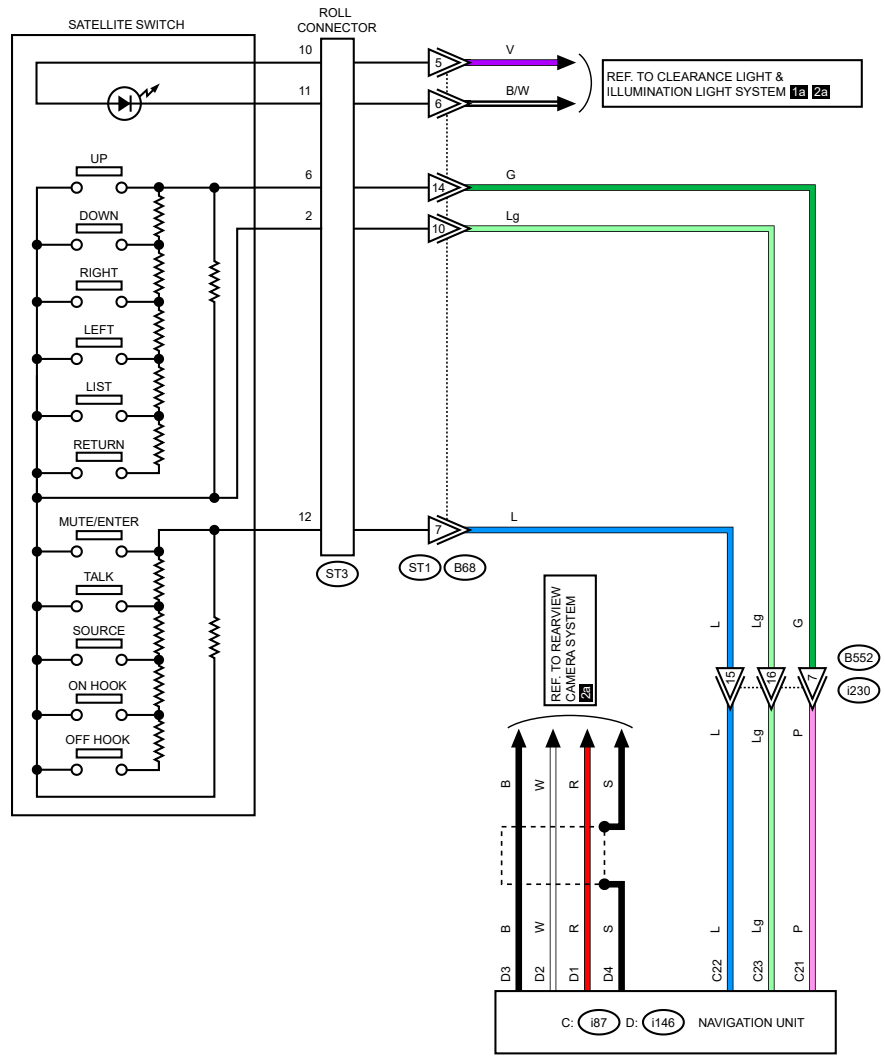 SATELLITE SWITCH
ROLL
CONNECTOR
10
5
V
11
6
B/W
REF. TO CLEARANCE LIGHT &
ILLUMINATION LIGHT SYSTEM 1a 2a
UP
6
14
G
DOWN
2
10
Lg
RIGHT
LEFT
LIST
RETURN
MUTE/ENTER
12
7
L
ST3
ST1
B68
TALK
SOURCE
ON HOOK
OFF HOOK
REF. TO REARVIEW
CAMERA SYSTEM
2a
L
Lg
G
15
16
7
B552
i230
L
Lg
P
B
W
R
S
B
W
R
S
L
Lg
P
D3
D2
D1
D4
C22
C23
C21
C: i87 D: i146 NAVIGATION UNIT